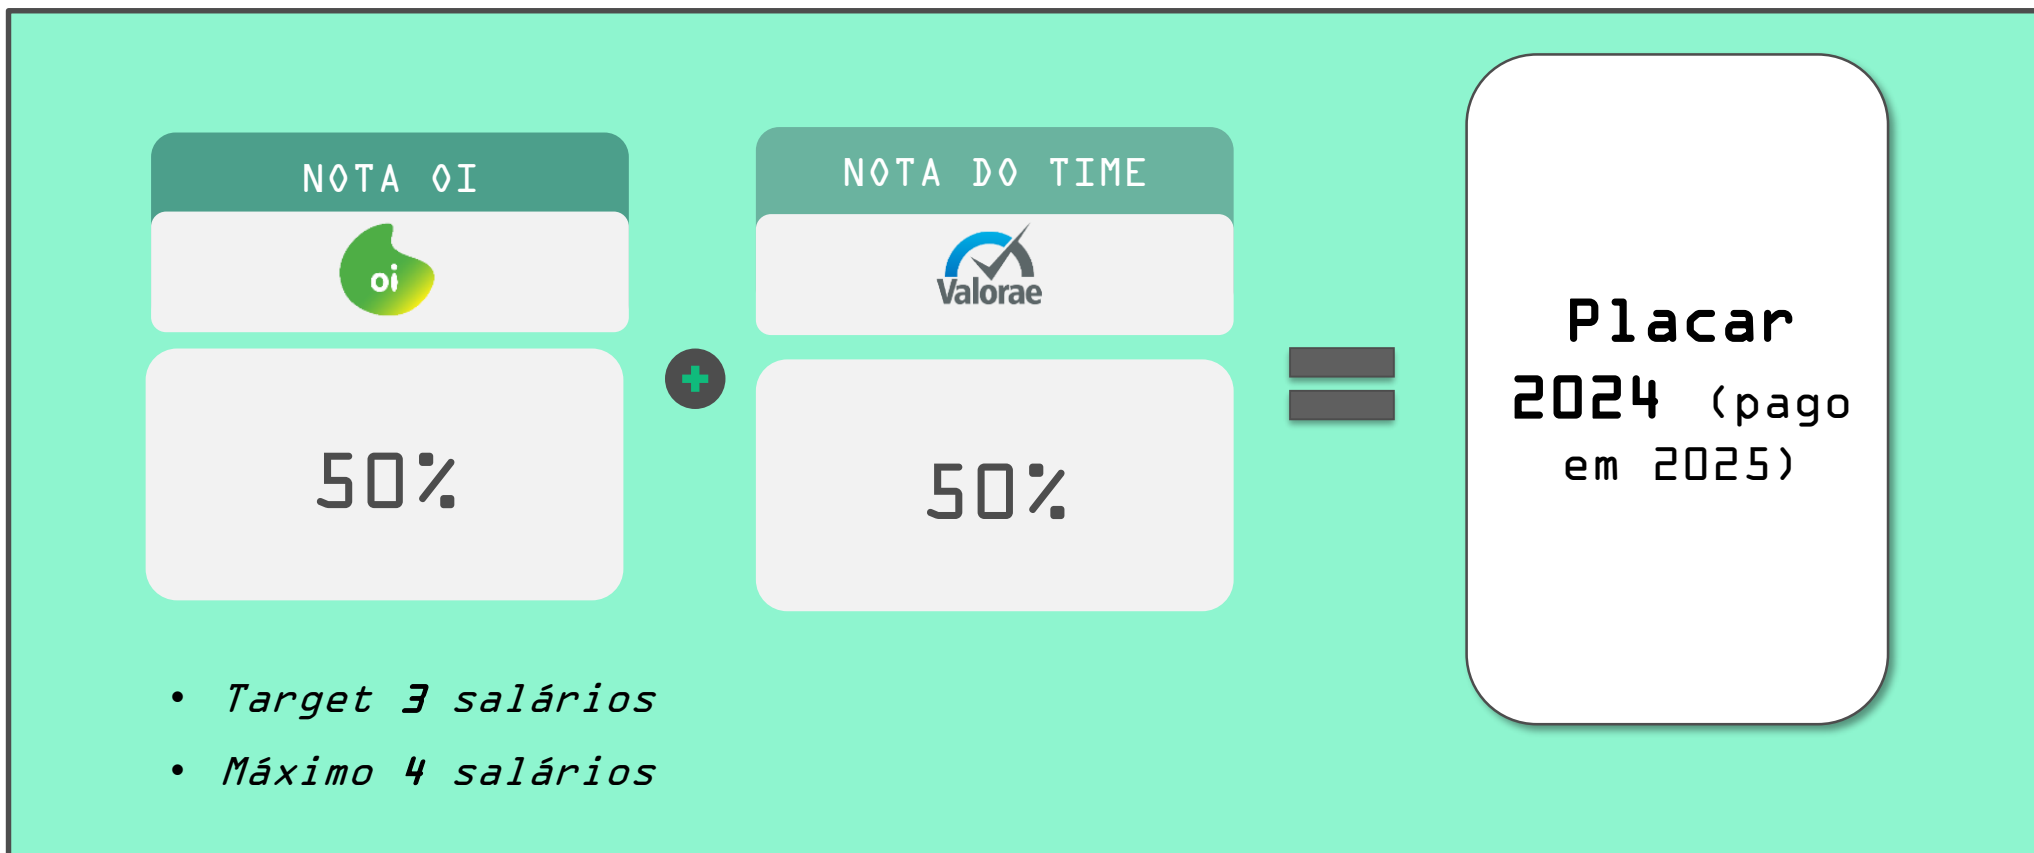 NOTA OI
oi
50%
NOTA DO TIME
Valorae
50%
Placar
2024 (pago
em 2025)
• Target 3 salários
• Máximo 4 salários